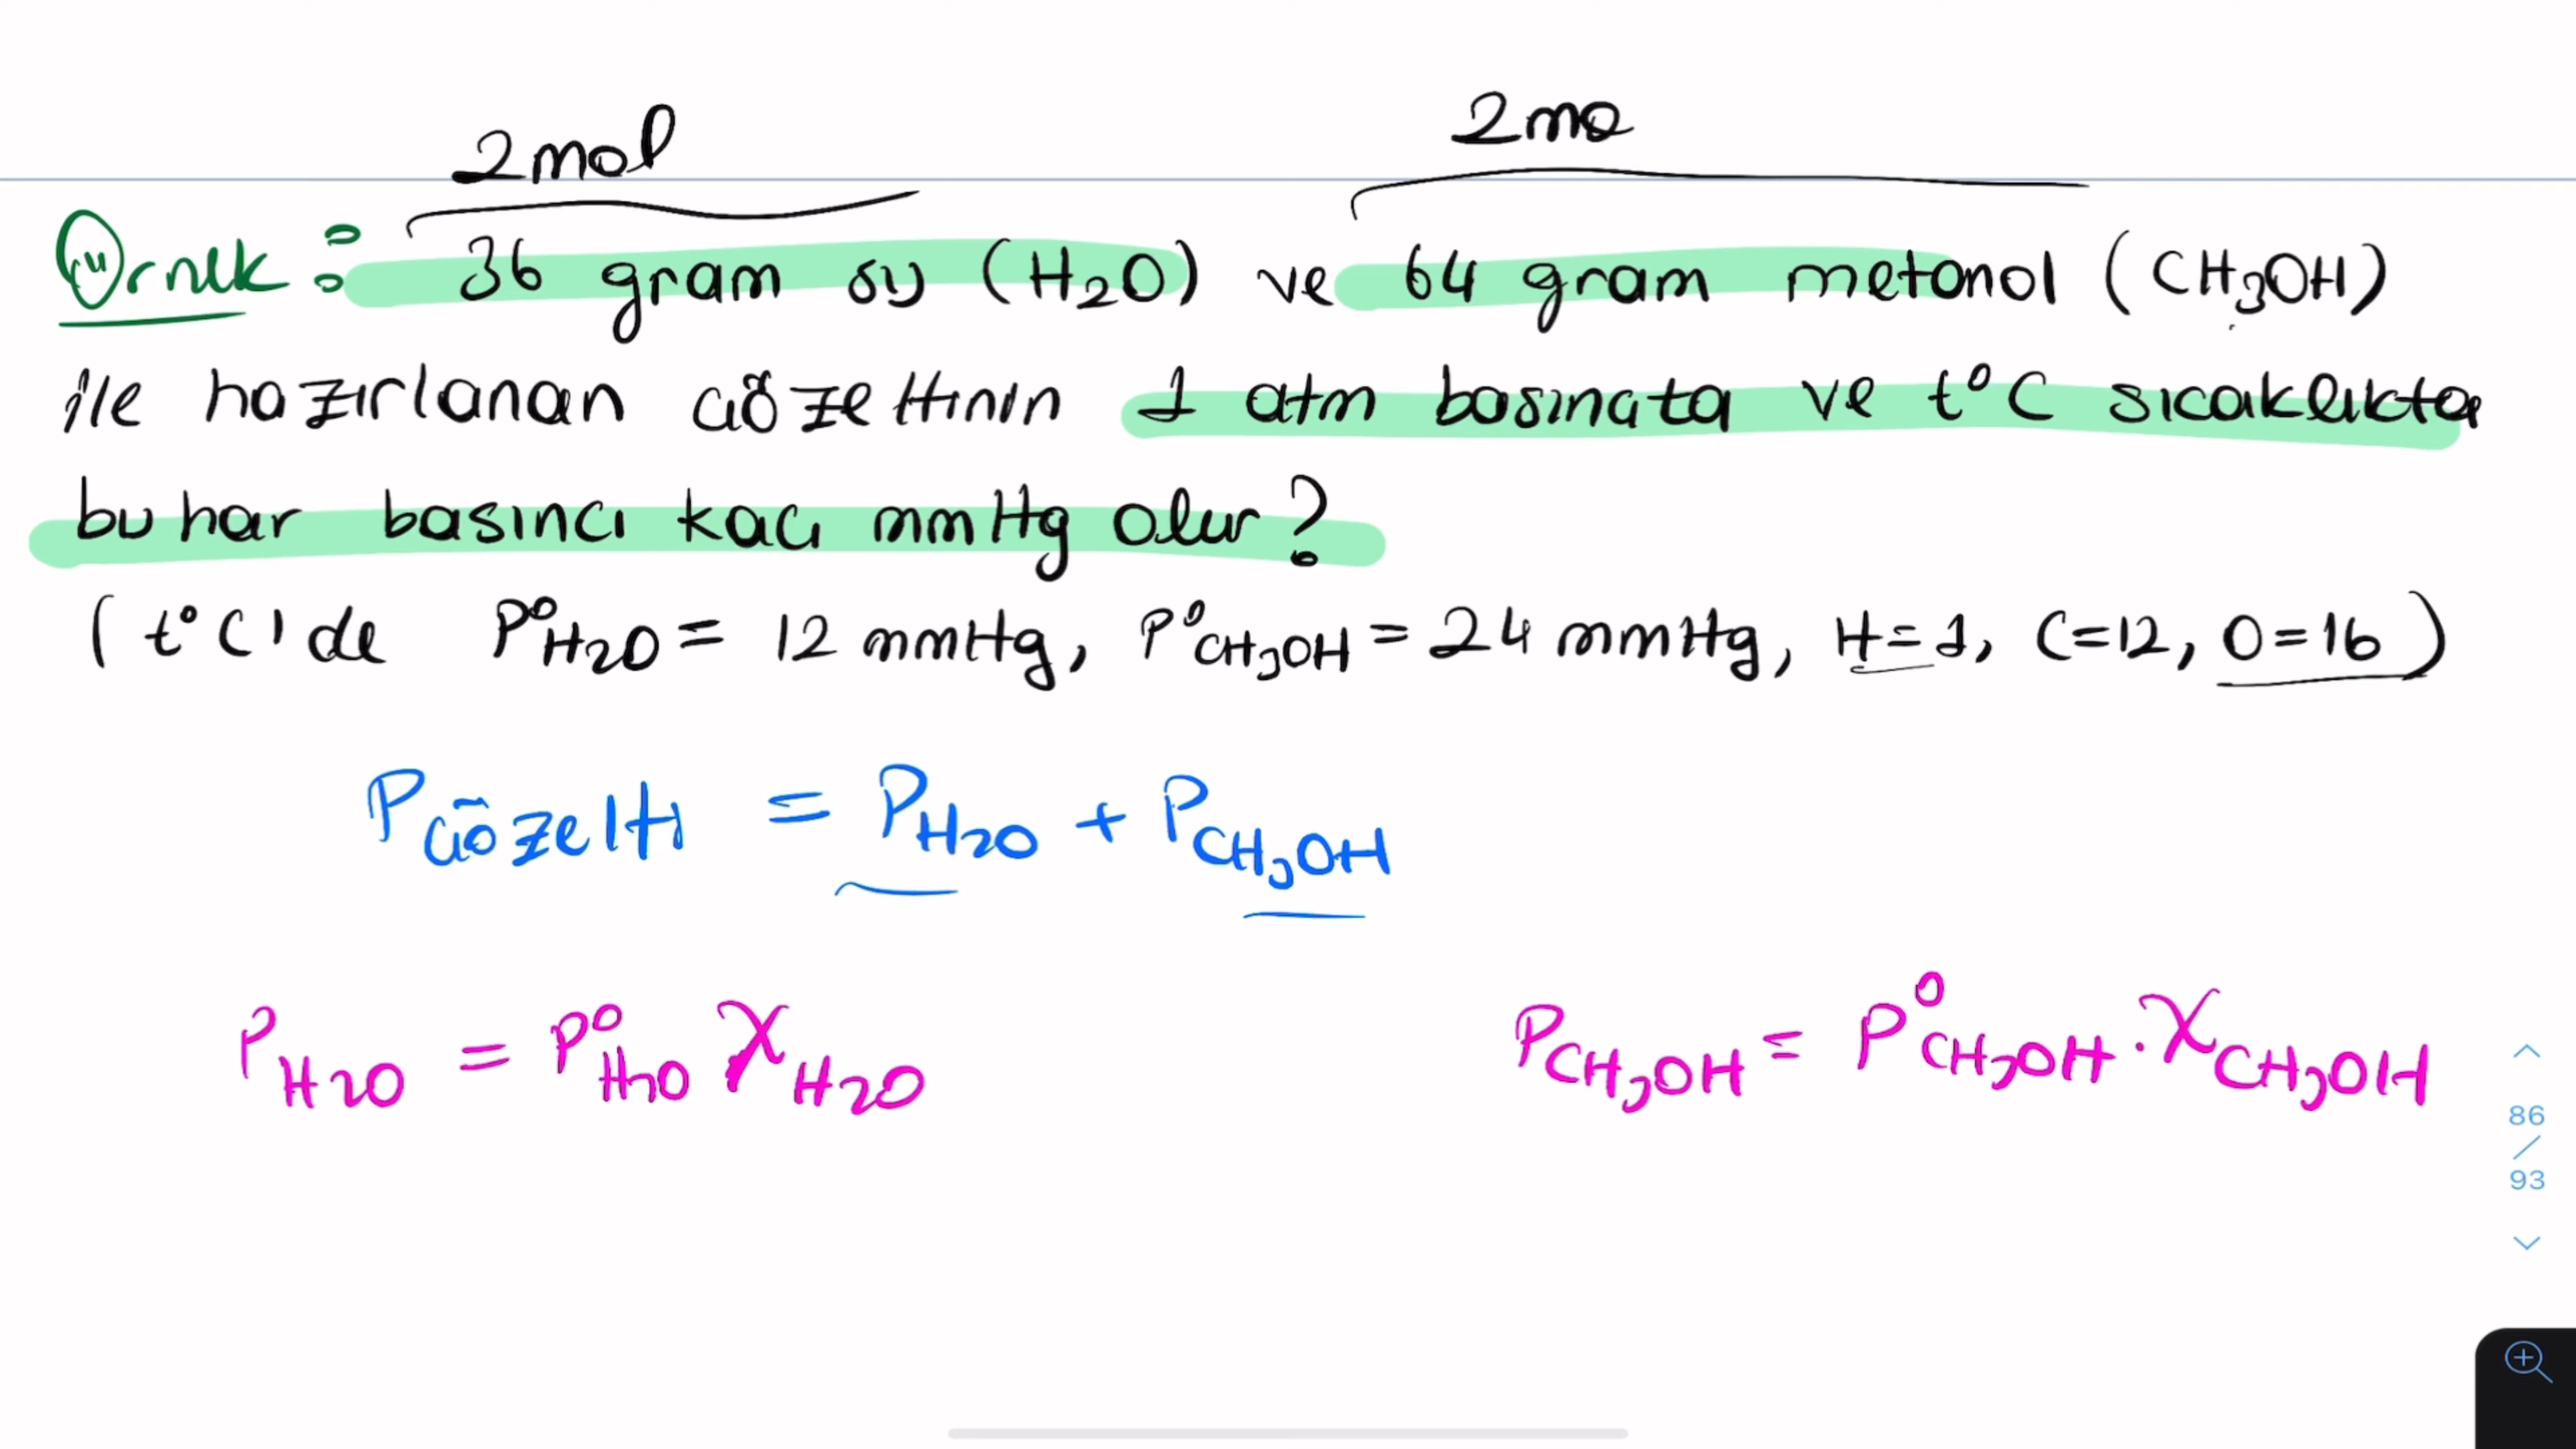 2mol 2mo
Örnek: 36 gram su (H₂O) ve 64 gram metanol (CH₃OH)
ile hazırlanan çözeltinin 1 atm basınçta ve t°C sıcaklıkta
buhar basıncı kaç mmHg olur?
(t°C'de P°H₂O = 12 mmHg, P°CH₃OH = 24 mmHg, H=1, C=12, O=16)
Pçözelti = PH₂O + PCH₃OH
PH₂O = P°H₂O XH₂O PCH₃OH = P°CH₃OH . XCH₃OH
86
/
93